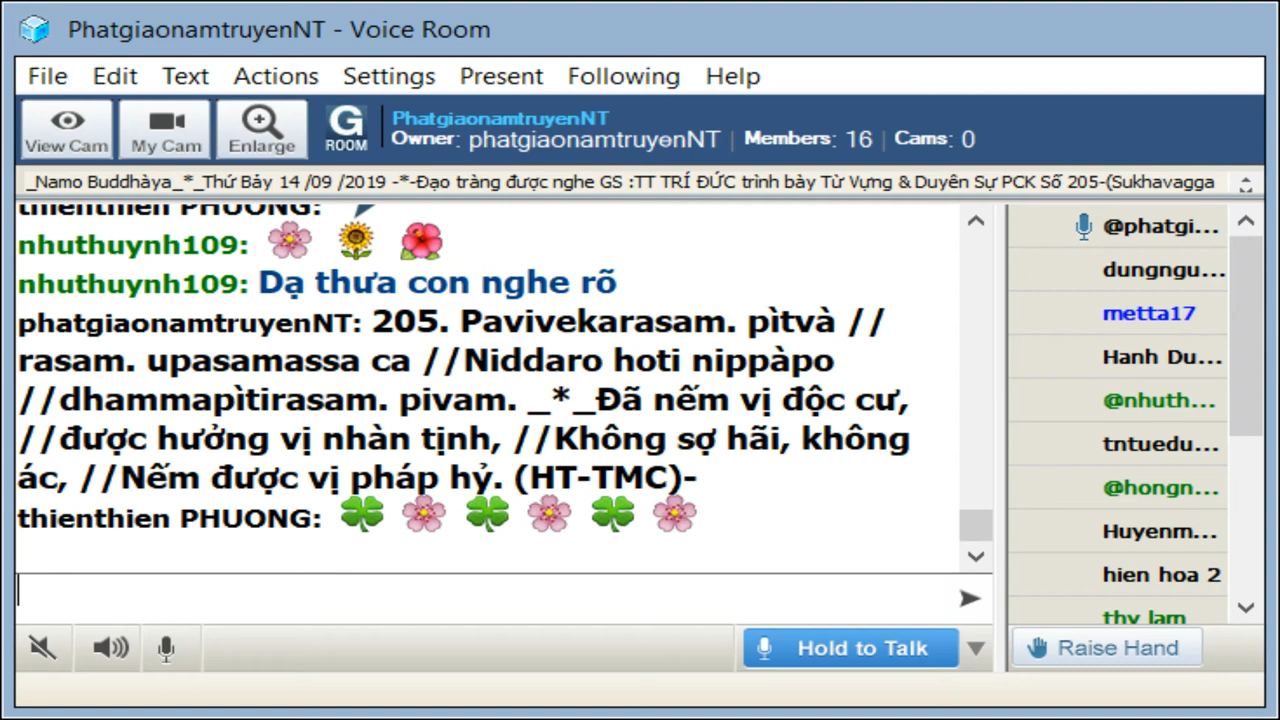 PhatgiaonamtruyenNT - Voice Room
File Edit Text Actions Settings Present Following Help
View Cam My Cam Enlarge G ROOM
PhatgiaonamtruyenNT
Owner: phatgiaonamtruyenNT | Members: 16 | Cams: 0
_Namo Buddhàya_*_Thứ Bảy 14 /09 /2019 -*-Đạo tràng được nghe GS :TT TRÍ ĐỨC trình bày Từ Vựng & Duyên Sự PCK Số 205-(Sukhavagga
thienthien PHUONG:
nhuthuynh109:
nhuthuynh109: Dạ thưa con nghe rõ
phatgiaonamtruyenNT: 205. Pavivekarasam. pìtvà //
rasam. upasamassa ca //Niddaro hoti nippàpo
//dhammapìtirasam. pivam. _*_Đã nếm vị độc cư,
//được hưởng vị nhàn tịnh, //Không sợ hãi, không
ác, //Nếm được vị pháp hỷ. (HT-TMC)-
thienthien PHUONG:
@phatgi...
dungngu...
metta17
Hanh Du...
@nhuth...
tntuedu...
@hongn...
Huyenm...
hien hoa 2
thy lam
Hold to Talk
Raise Hand